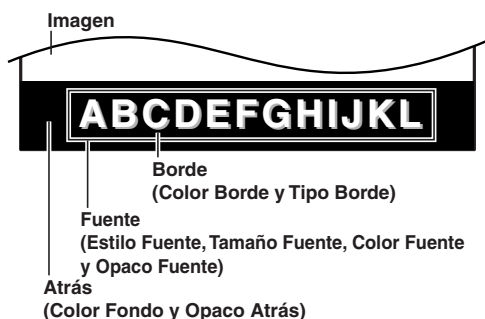 Imagen
ABCDEFGHIJKL
Borde
(Color Borde y Tipo Borde)
Fuente
(Estilo Fuente, Tamaño Fuente, Color Fuente
y Opaco Fuente)
Atrás
(Color Fondo y Opaco Atrás)